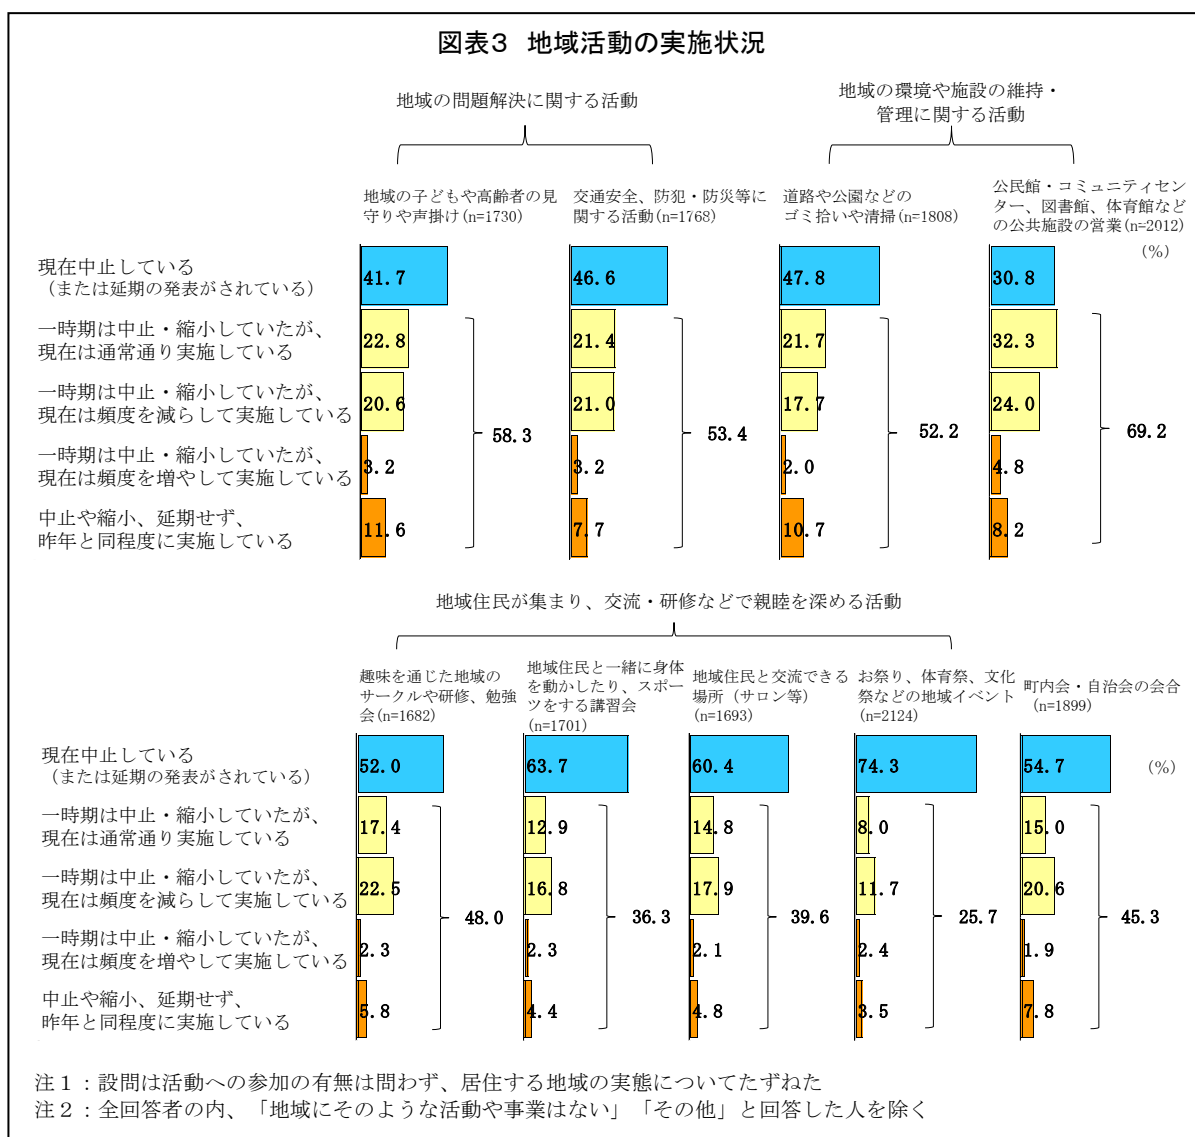 図表3 地域活動の実施状況
地域の問題解決に関する活動
地域の環境や施設の維持・
管理に関する活動
地域の子どもや高齢者の見
守りや声掛け(n=1730)
交通安全、防犯・防災等に
関する活動(n=1768)
道路や公園などの
ゴミ拾いや清掃(n=1808)
公民館・コミュニティセン
ター、図書館、体育館など
の公共施設の営業(n=2012)
(%)
現在中止している
(または延期の発表がされている)
41.7
46.6
47.8
30.8
一時期は中止・縮小していたが、
現在は通常通り実施している
22.8
21.4
21.7
32.3
一時期は中止・縮小していたが、
現在は頻度を減らして実施している
20.6
21.0
17.7
24.0
58.3
53.4
52.2
69.2
一時期は中止・縮小していたが、
現在は頻度を増やして実施している
3.2
3.2
2.0
4.8
中止や縮小、延期せず、
昨年と同程度に実施している
11.6
7.7
10.7
8.2
地域住民が集まり、交流・研修などで親睦を深める活動
趣味を通じた地域の
サークルや研修、勉強
会(n=1682)
地域住民と一緒に身体
を動かしたり、スポー
ツをする講習会
(n=1701)
地域住民と交流できる
場所(サロン等)
(n=1693)
お祭り、体育祭、文化
祭などの地域イベント
(n=2124)
町内会・自治会の会合
(n=1899)
現在中止している
(または延期の発表がされている)
52.0
63.7
60.4
74.3
54.7
(%)
一時期は中止・縮小していたが、
現在は通常通り実施している
17.4
12.9
14.8
8.0
15.0
一時期は中止・縮小していたが、
現在は頻度を減らして実施している
22.5
16.8
17.9
11.7
20.6
48.0
36.3
39.6
25.7
45.3
一時期は中止・縮小していたが、
現在は頻度を増やして実施している
2.3
2.3
2.1
2.4
1.9
中止や縮小、延期せず、
昨年と同程度に実施している
5.8
4.4
4.8
3.5
7.8
注1:設問は活動への参加の有無は問わず、居住する地域の実態についてたずねた
注2:全回答者の内、「地域にそのような活動や事業はない」「その他」と回答した人を除く